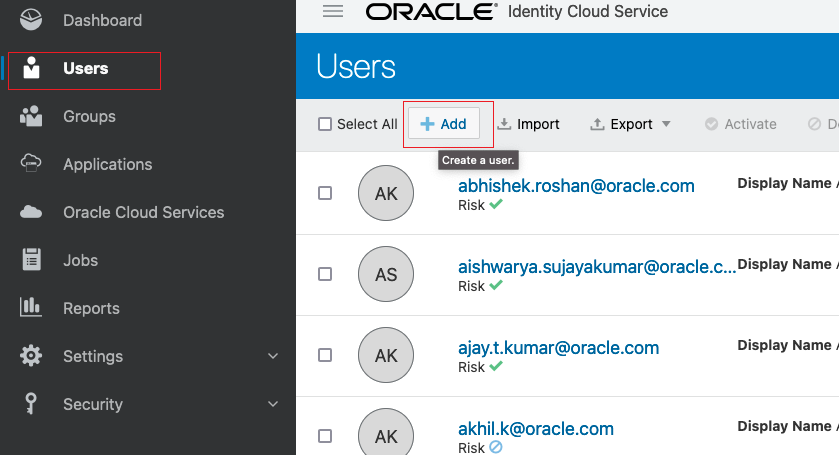 Dashboard
Users
Groups
Applications
Oracle Cloud Services
Jobs
Reports
Settings
Security
ORACLE® Identity Cloud Service
Users
Select All Add Import Export Activate
Create a user.
AK abhishek.roshan@oracle.com Display Name
Risk
AS aishwarya.sujayakumar@oracle.c... Display Name
Risk
AK ajay.t.kumar@oracle.com Display Name
Risk
AK akhil.k@oracle.com Display Name
Risk